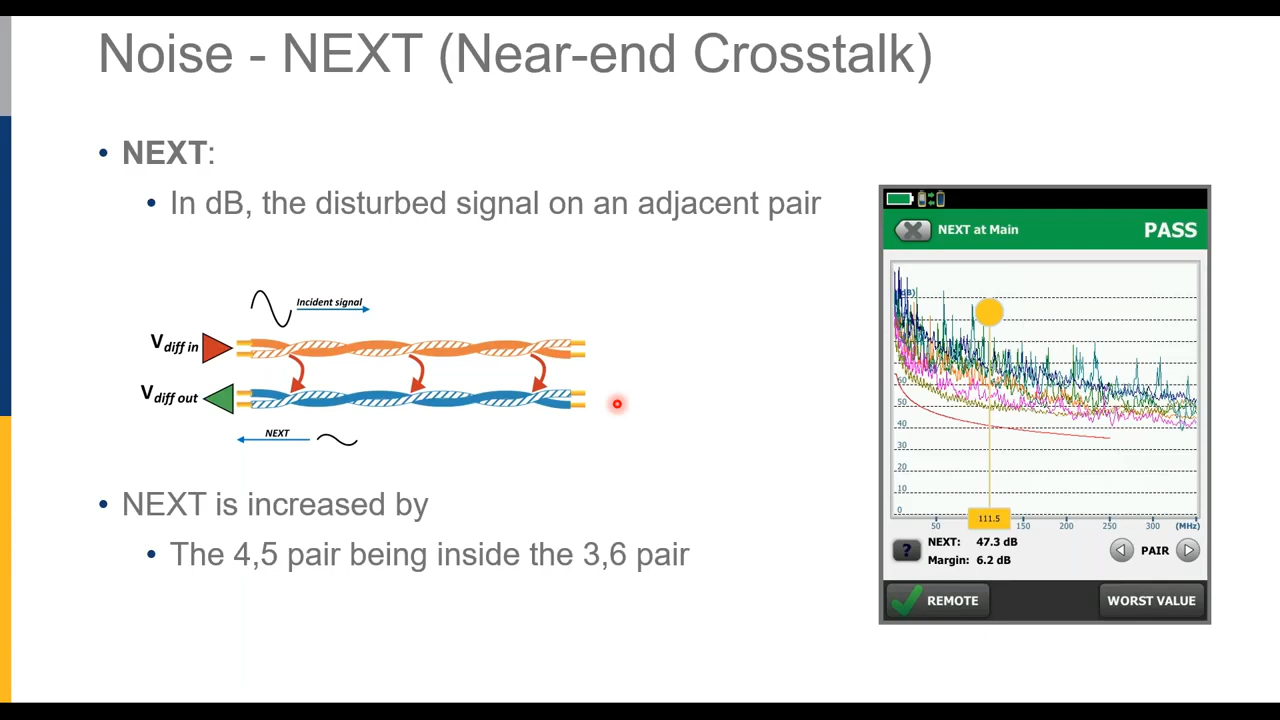 Noise - NEXT (Near-end Crosstalk)
• NEXT:
• In dB, the disturbed signal on an adjacent pair
Incident signal
Vdiff in
Vdiff out
NEXT
• NEXT is increased by
• The 4,5 pair being inside the 3,6 pair
NEXT at Main
PASS
(dB)
60
50
40
30
20
10
0
50 111.5 150 200 250 300 (MHz)
NEXT: 47.3 dB
Margin: 6.2 dB
?
PAIR
REMOTE
WORST VALUE